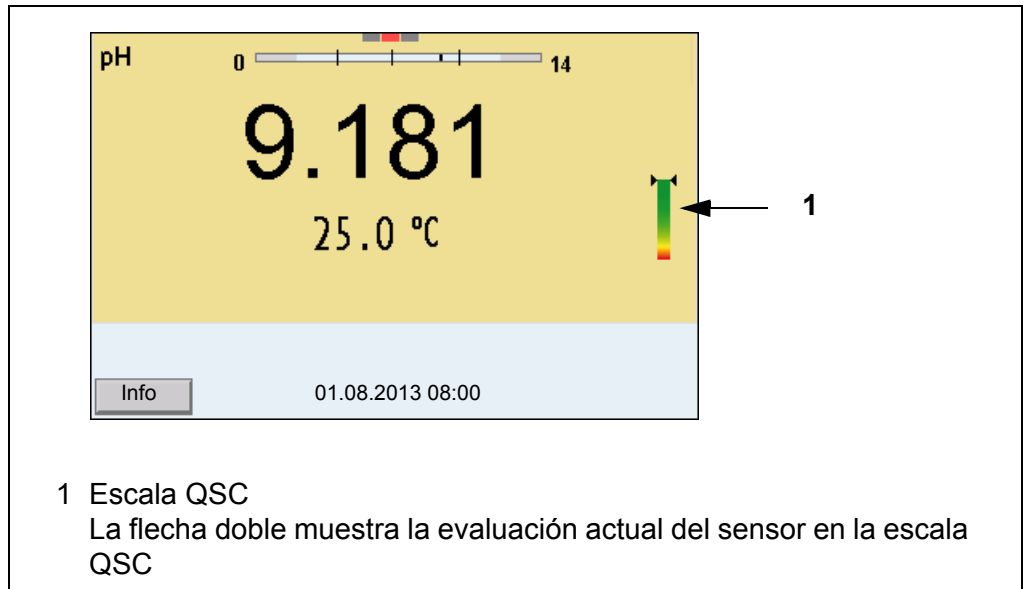 pH
0
14
9.181
25.0 °C
1
Info
01.08.2013 08:00
1 Escala QSC
La flecha doble muestra la evaluación actual del sensor en la escala
QSC